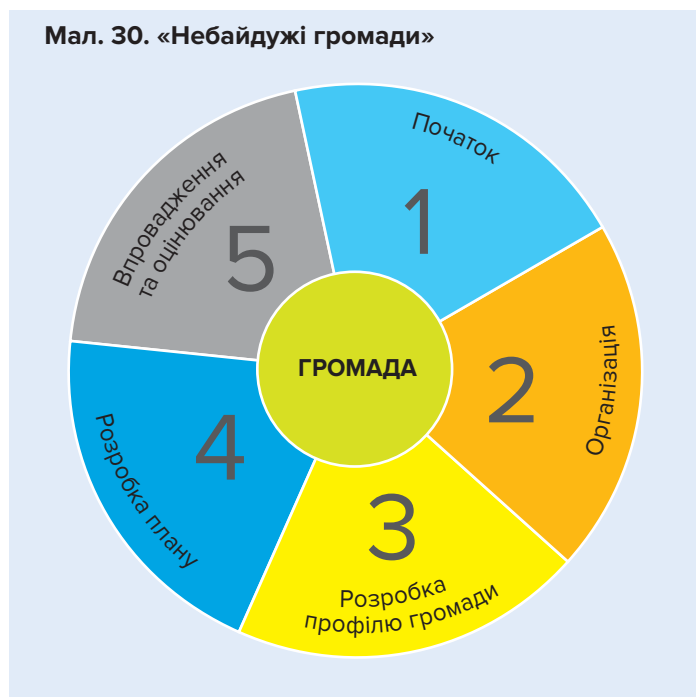 Мал. 30. «Небайдужі громади»
Початок
1
Організація
2
3
Розробка
профілю громади
Розробка плану
4
Впровадження
та оцінювання
5
ГРОМАДА